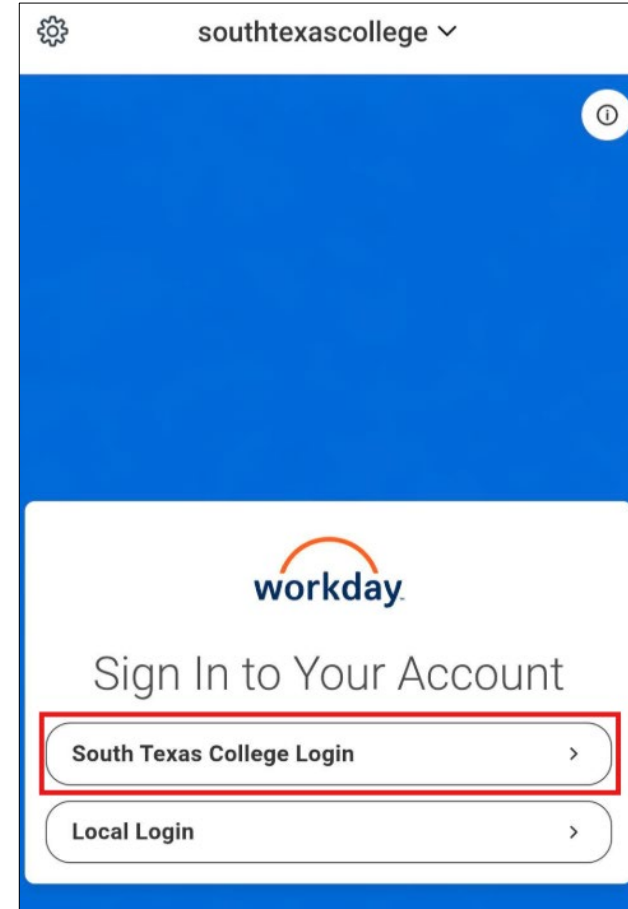 southtexascollege
workday.
Sign In to Your Account
South Texas College Login
Local Login